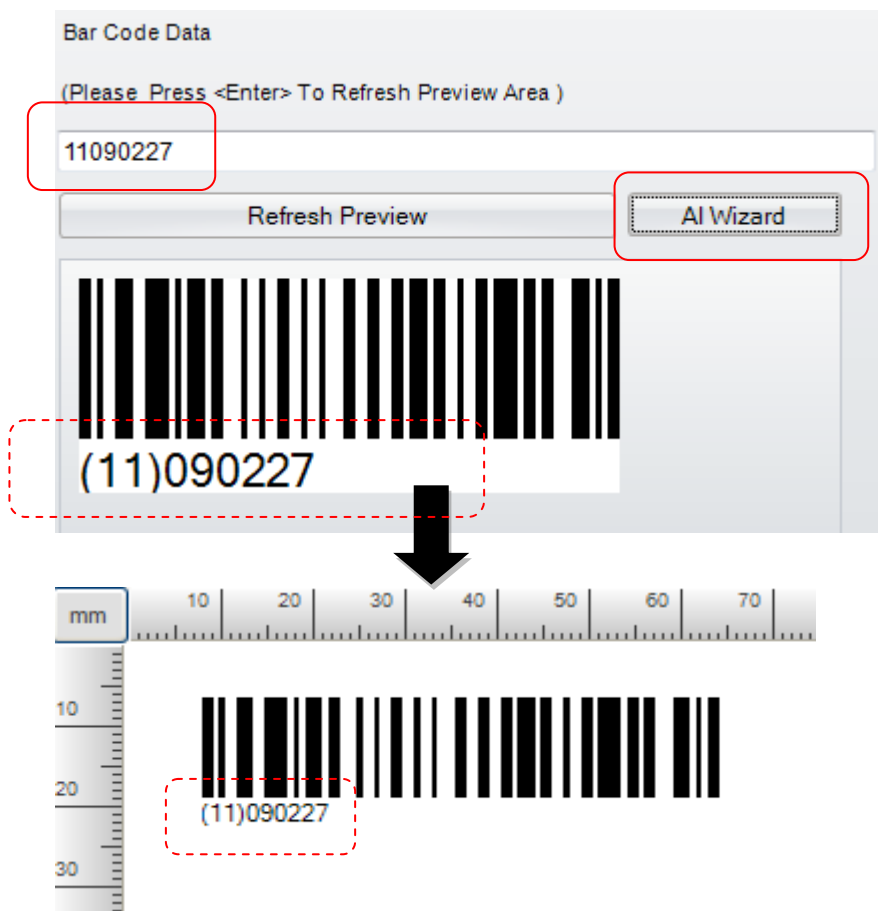 Bar Code Data
(Please Press <Enter> To Refresh Preview Area )
11090227
Refresh Preview AI Wizard
(11)090227
mm 10 20 30 40 50 60 70
10
20
(11)090227
30